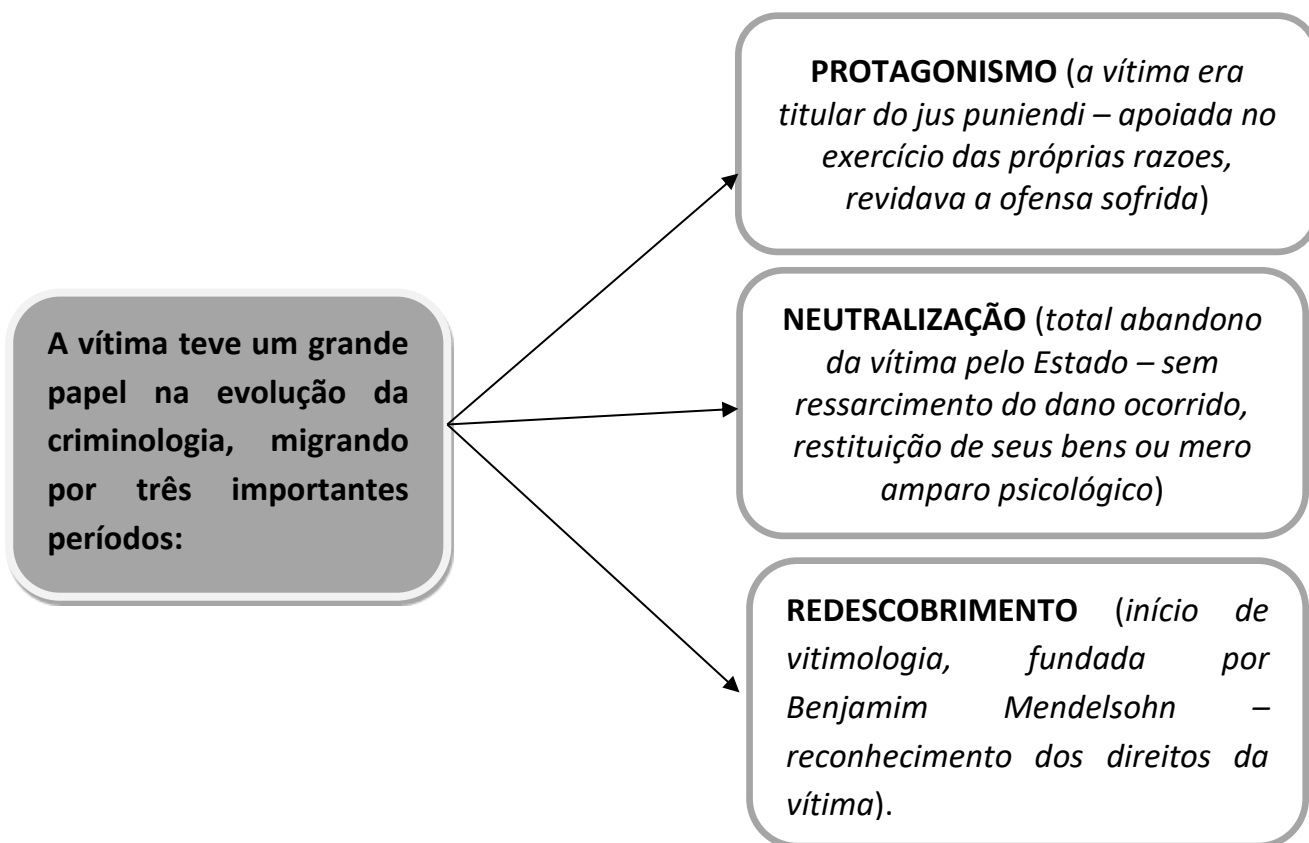 A vítima teve um grande
papel na evolução da
criminologia, migrando
por três importantes
períodos:
PROTAGONISMO (a vítima era
titular do jus puniendi – apoiada no
exercício das próprias razoes,
revidava a ofensa sofrida)
NEUTRALIZAÇÃO (total abandono
da vítima pelo Estado – sem
ressarcimento do dano ocorrido,
restituição de seus bens ou mero
amparo psicológico)
REDESCOBRIMENTO (início de
vitimologia, fundada por
Benjamim Mendelsohn –
reconhecimento dos direitos da
vítima).